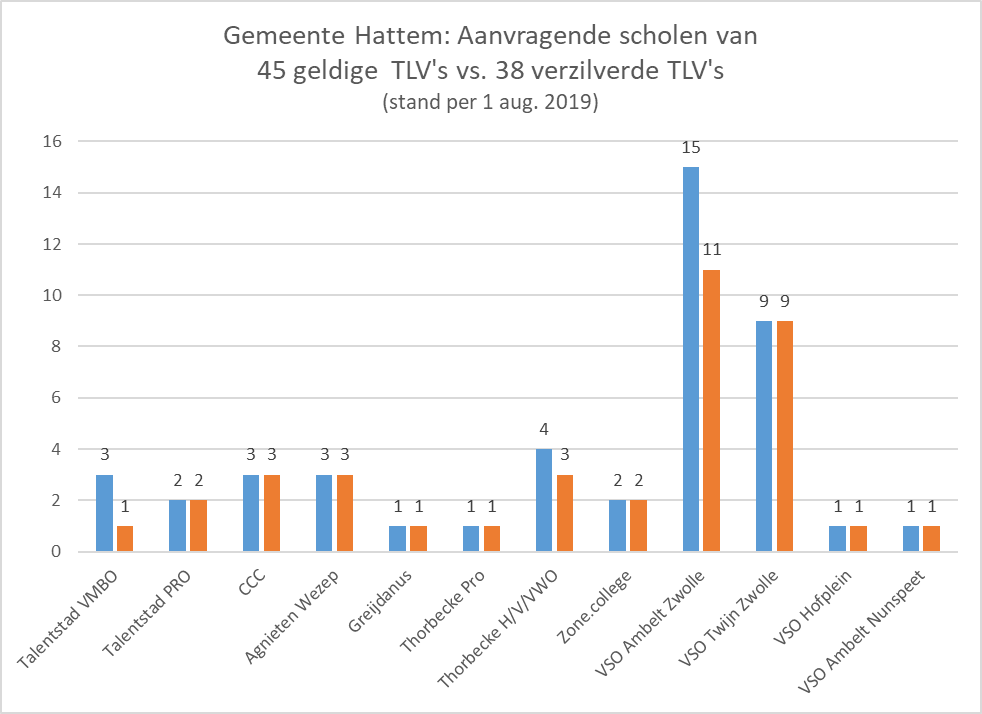 Gemeente Hattem: Aanvragende scholen van
45 geldige  TLV's vs. 38 verzilverde TLV's
(stand per 1 aug. 2019)
16
14
12
10
8
6
4
2
0
3
1
2
2
3
3
3
3
1
1
1
1
4
3
2
2
15
11
9
9
1
1
1
1
Talentstad VMBO
Talentstad PRO
CCC
Agnieten Wezep
Greijdanus
Thorbecke Pro
Thorbecke H/V/VWO
Zone.college
VSO Ambelt Zwolle
VSO Twijn Zwolle
VSO Hofplein
VSO Ambelt Nunspeet